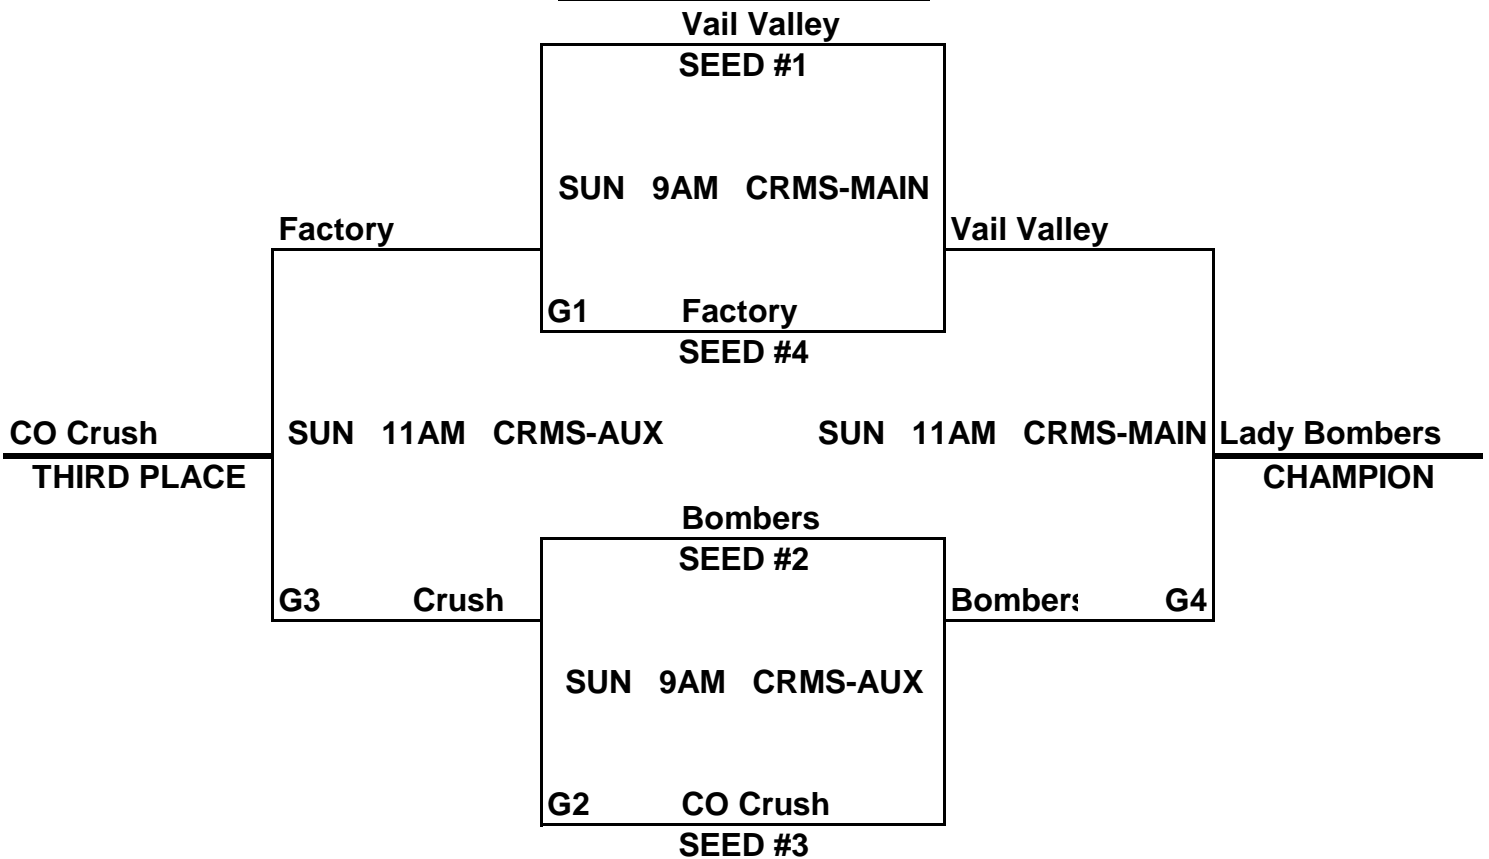 Vail Valley
SEED #1
SUN 9AM CRMS-MAIN
Factory
Vail Valley
G1 Factory
SEED #4
CO Crush
SUN 11AM CRMS-AUX
SUN 11AM CRMS-MAIN
Lady Bombers
THIRD PLACE
CHAMPION
Bombers
SEED #2
G3 Crush
Bombers G4
SUN 9AM CRMS-AUX
G2 CO Crush
SEED #3